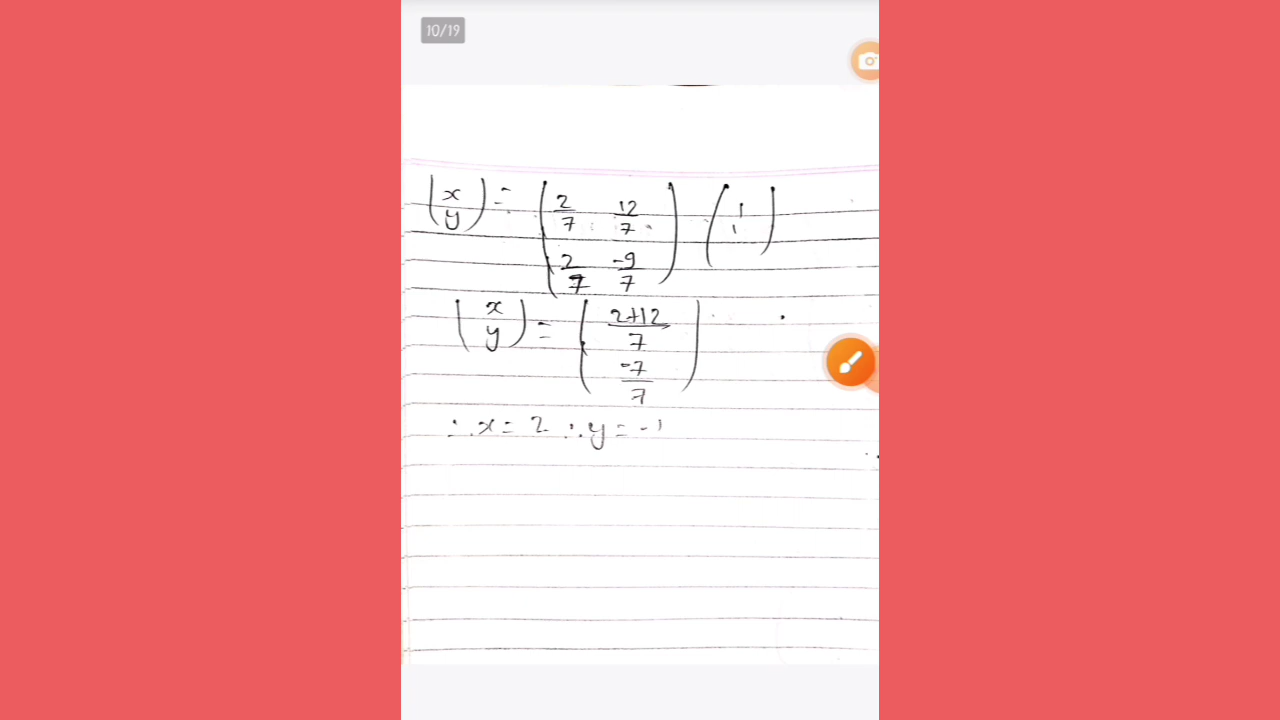 10/19
(x y) = (2/7 12/7 2/7 -9/7) (1 1)
(x y) = (2+12/7 -7/7)
∴ x = 2 ∴ y = -1